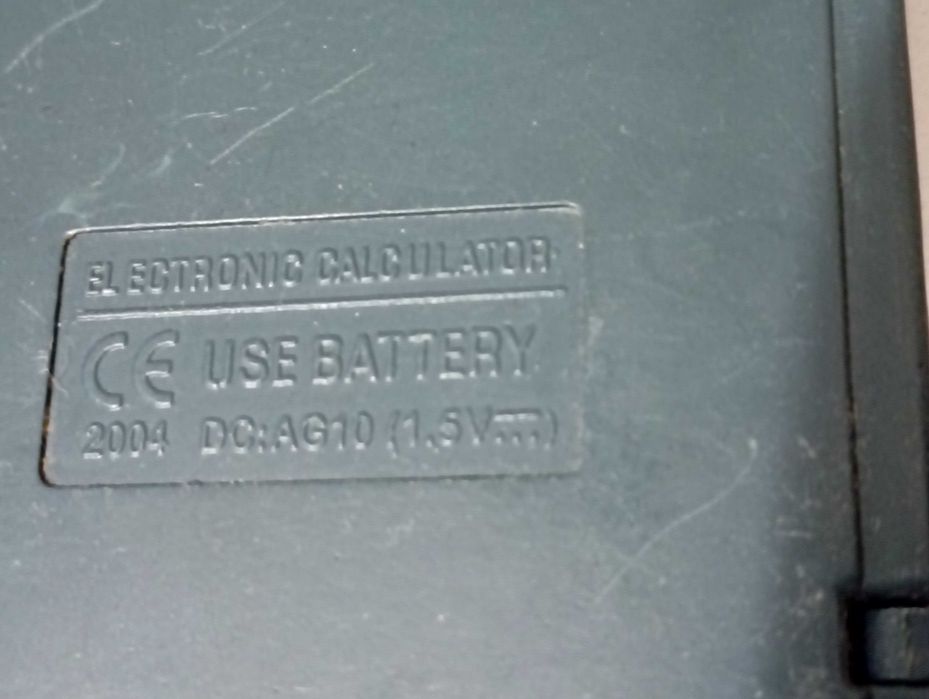 ELECTRONIC CALCULATOR
CE USE BATTERY
2004 DC:AG10 (1.5V⎓)